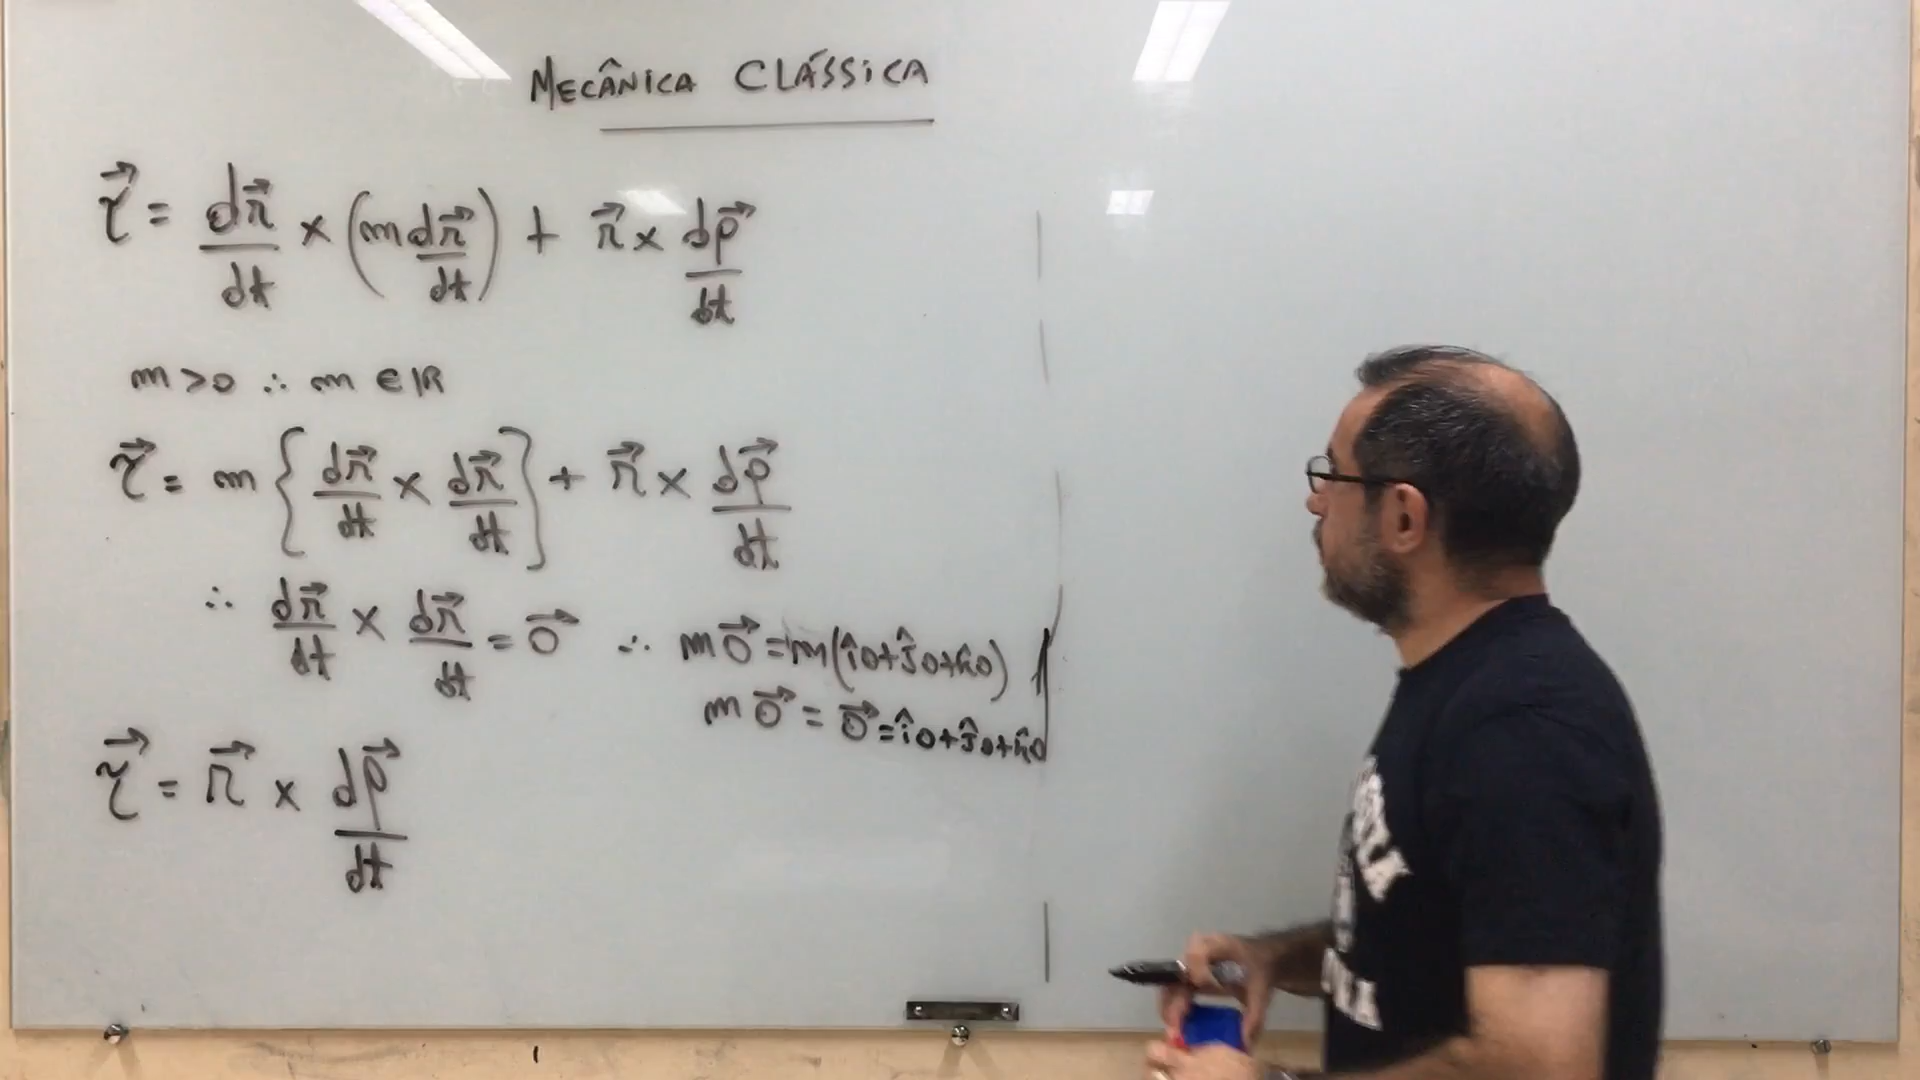 MECÂNICA CLÁSSICA
τ⃗ = dr⃗/dt × (m dr⃗/dt) + r⃗ × dp⃗/dt
m > 0 ∴ m ∈ ℝ
τ⃗ = m { dr⃗/dt × dr⃗/dt } + r⃗ × dp⃗/dt
∴ dr⃗/dt × dr⃗/dt = 0⃗ ∴ m0⃗ = m(î0+ĵ0+k̂0)
m0⃗ = 0⃗ = î0+ĵ0+k̂0
τ⃗ = r⃗ × dp⃗/dt